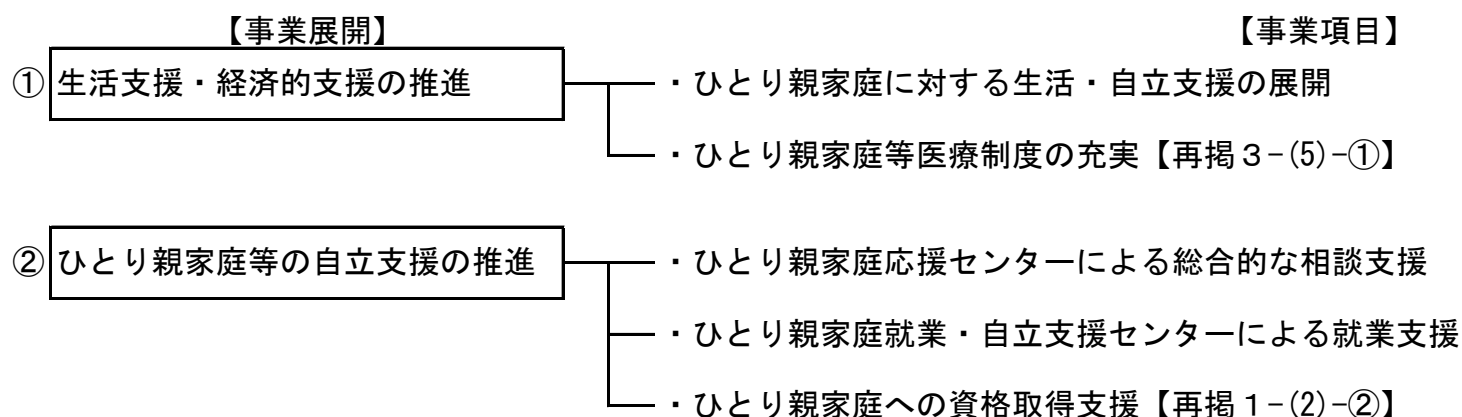 【事業展開】 【事業項目】
① 生活支援・経済的支援の推進 ・ひとり親家庭に対する生活・自立支援の展開
・ひとり親家庭等医療制度の充実【再掲３-(5)-①】
② ひとり親家庭等の自立支援の推進 ・ひとり親家庭応援センターによる総合的な相談支援
・ひとり親家庭就業・自立支援センターによる就業支援
・ひとり親家庭への資格取得支援【再掲１-(2)-②】